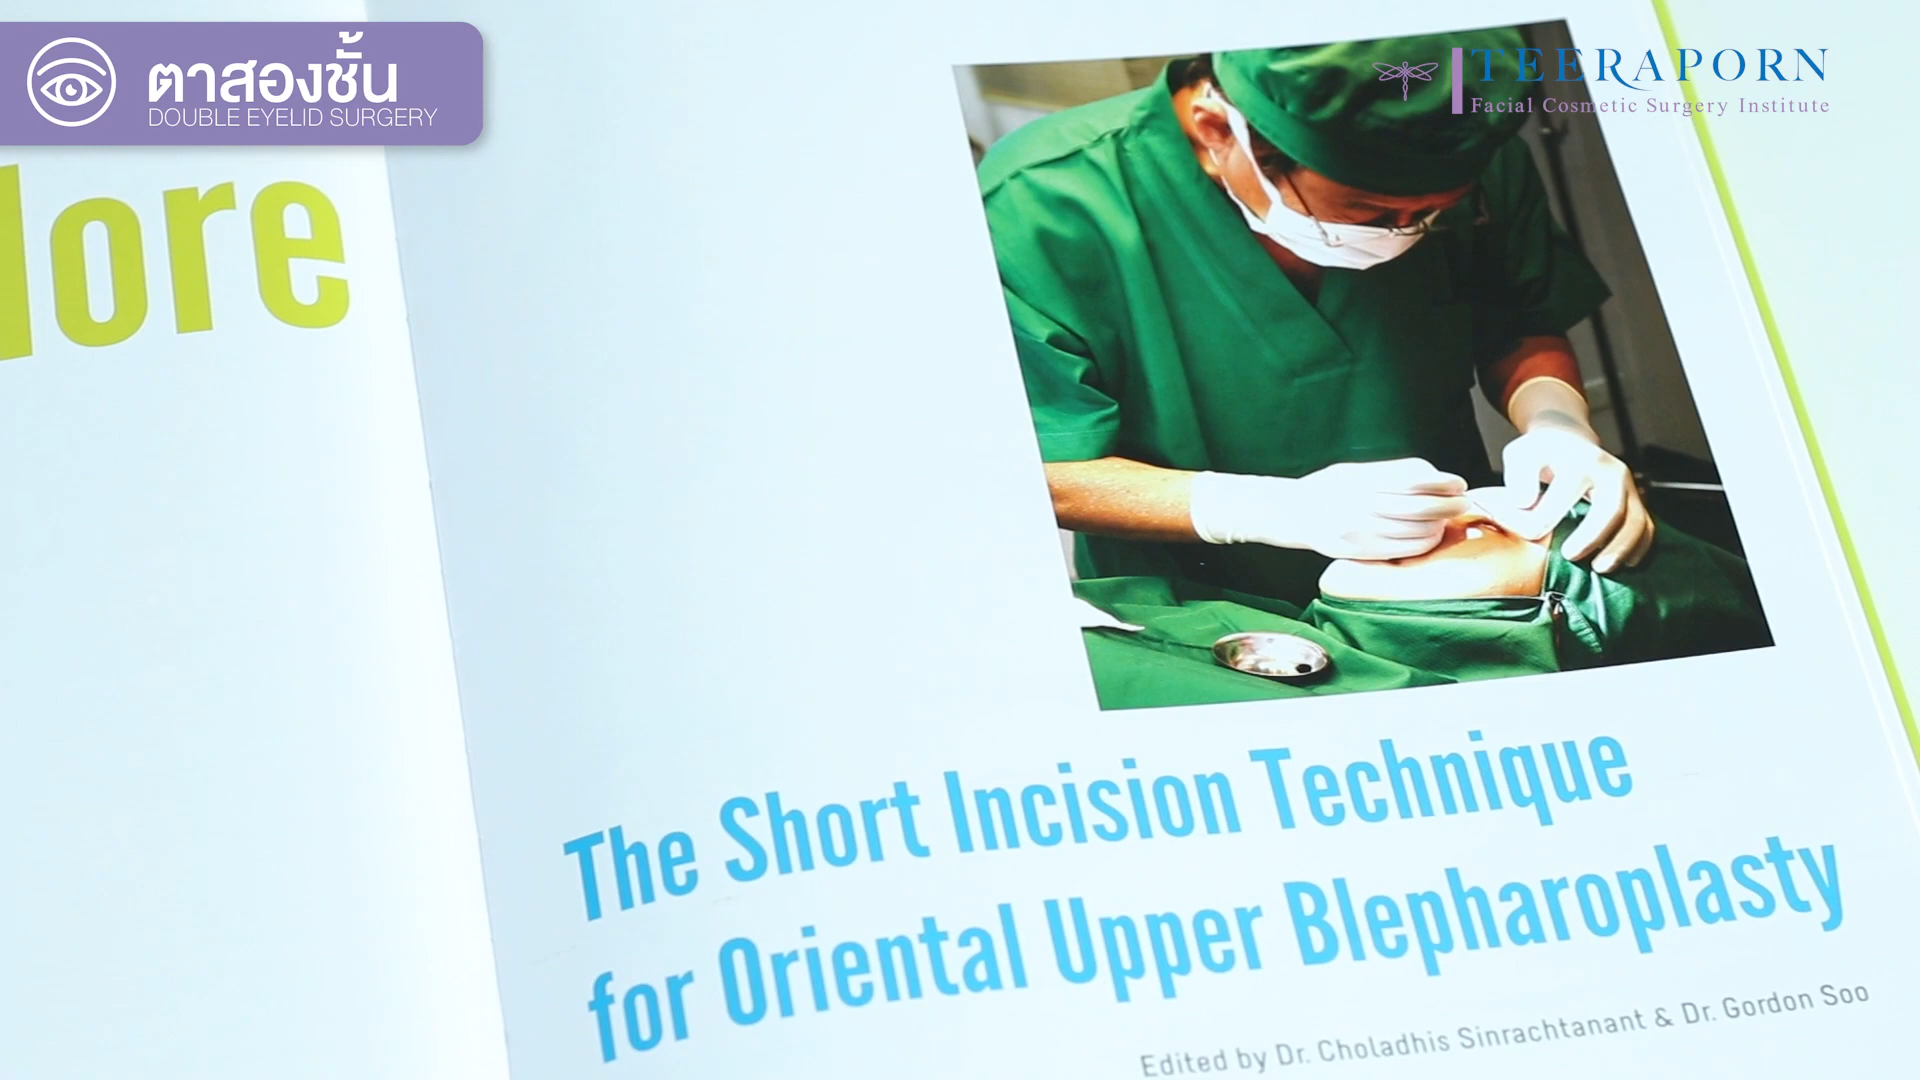 ตาสองชั้น
DOUBLE EYELID SURGERY
TEERAPORN
Facial Cosmetic Surgery Institute
The Short Incision Technique
for Oriental Upper Blepharoplasty
Edited by Dr. Choladhis Sinrachtanant & Dr. Gordon Soo